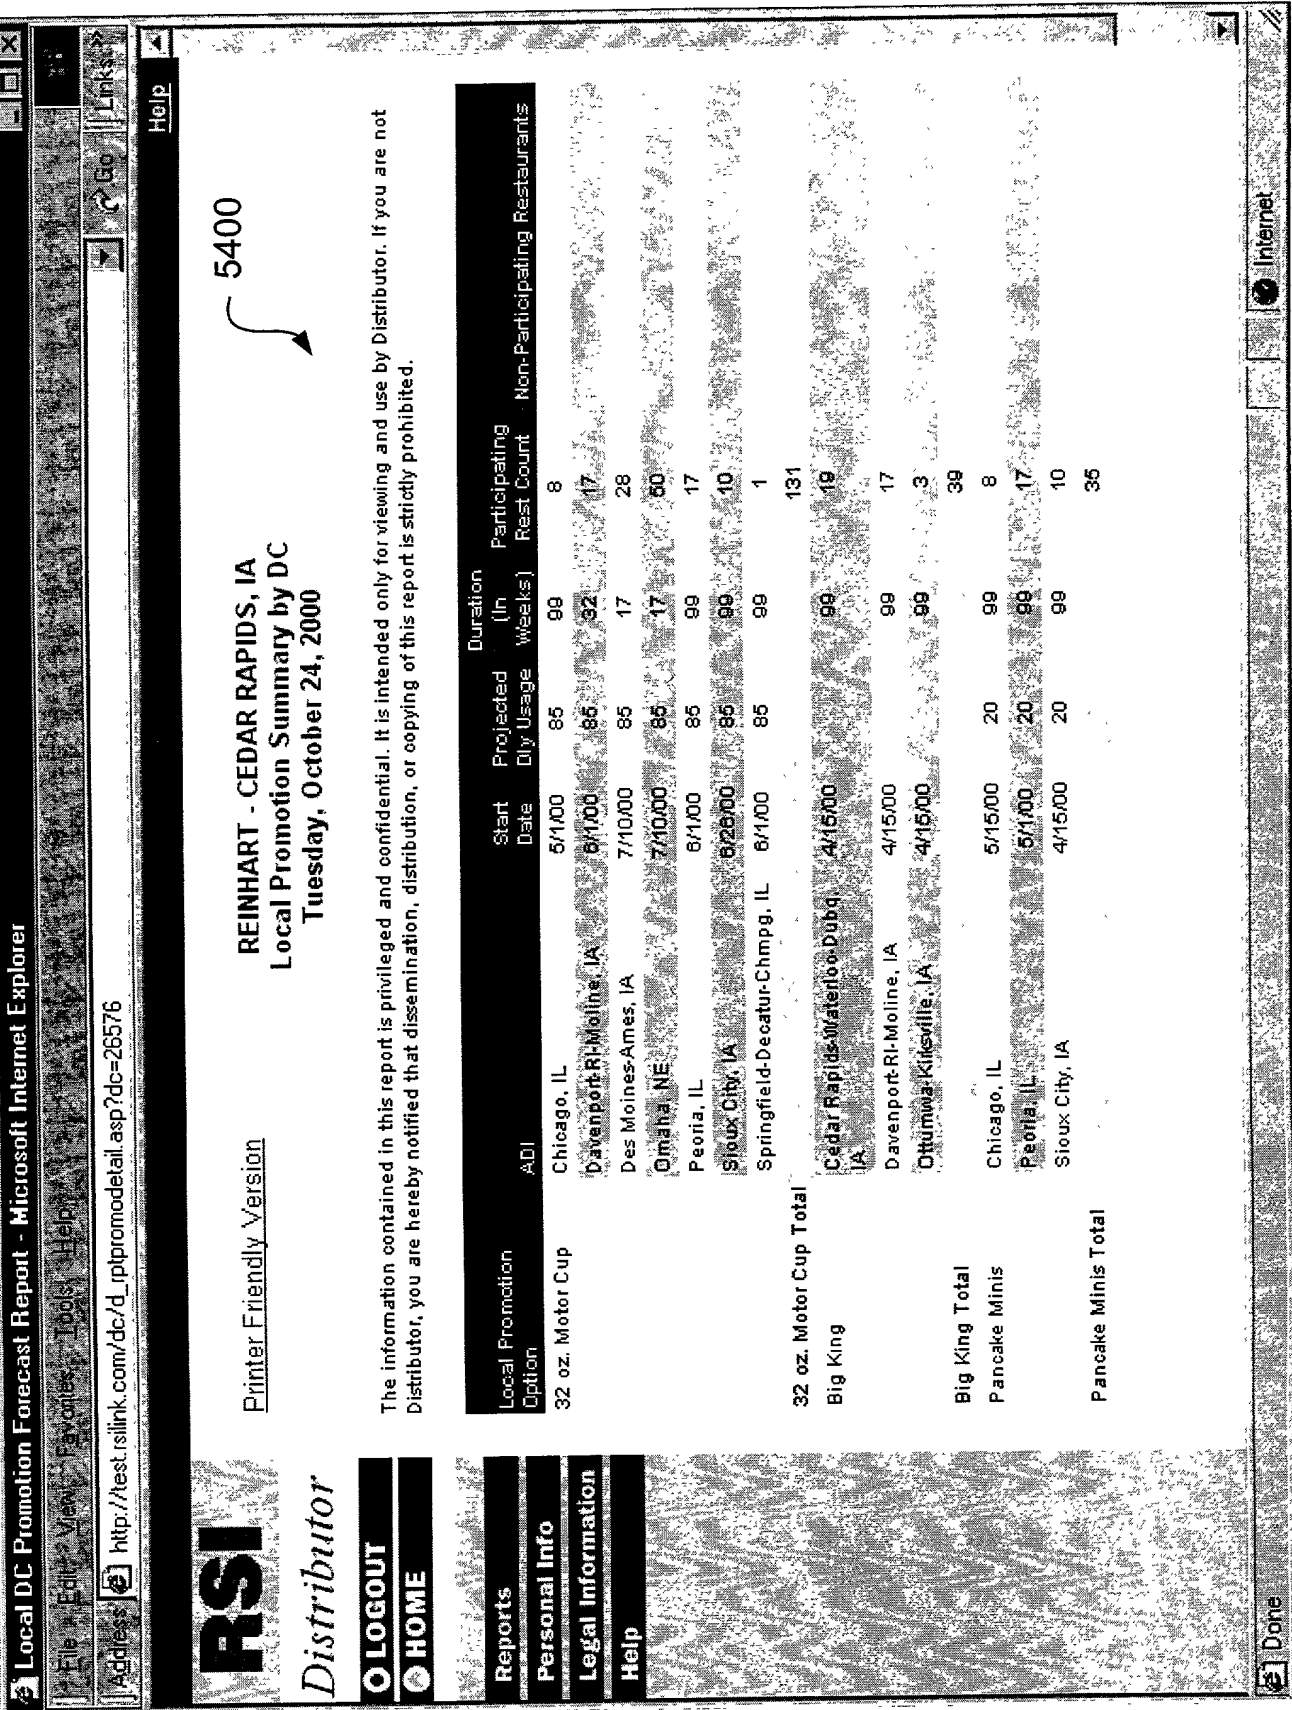 Local DC Promotion Forecast Report - Microsoft Internet Explorer
File Edit View Favorites Tools Help
Address http://test.rsilink.com/dc/d_rptpromodetail.asp?dc=26576 Go Links »
Help
RSI
Distributor
LOGOUT
HOME
Reports
Personal Info
Legal Information
Help
Printer Friendly Version
REINHART - CEDAR RAPIDS, IA
Local Promotion Summary by DC
Tuesday, October 24, 2000
5400
The information contained in this report is privileged and confidential. It is intended only for viewing and use by Distributor. If you are not
Distributor, you are hereby notified that dissemination, distribution, or copying of this report is strictly prohibited.
Local Promotion Option ADI Start Date Projected Dly Usage Duration (In Weeks) Participating Rest Count Non-Participating Restaurants
32 oz. Motor Cup Chicago, IL 5/1/00 85 99 8
Davenport-RI-Moline, IA 6/1/00 85 32 17
Des Moines-Ames, IA 7/10/00 85 17 28
Omaha, NE 7/10/00 85 17 50
Peoria, IL 6/1/00 85 99 17
Sioux City, IA 6/26/00 85 99 10
Springfield-Decatur-Chmpg, IL 6/1/00 85 99 1
32 oz. Motor Cup Total 131
Big King Cedar Rapids-Waterloo-Dubq, IA 4/15/00 99 19
Davenport-RI-Moline, IA 4/15/00 99 17
Ottumwa-Kirksville, IA 4/15/00 99 3
Big King Total 39
Pancake Minis Chicago, IL 5/15/00 20 99 8
Peoria, IL 5/1/00 20 99 17
Sioux City, IA 4/15/00 20 99 10
Pancake Minis Total 35
Done Internet